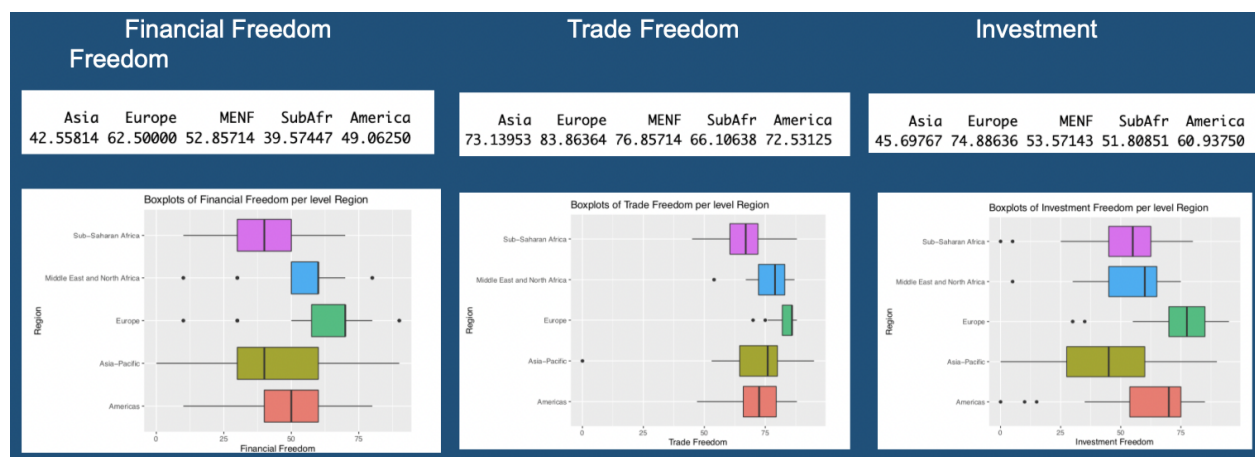 Financial Freedom
Trade Freedom
Investment
Freedom
Asia Europe MENF SubAfr America
42.55814 62.50000 52.85714 39.57447 49.06250
Boxplots of Financial Freedom per level Region
Region
Sub-Saharan Africa
Middle East and North Africa
Europe
Asia-Pacific
Americas
0 25 50 75
Financial Freedom
Asia Europe MENF SubAfr America
73.13953 83.86364 76.85714 66.10638 72.53125
Boxplots of Trade Freedom per level Region
Region
Sub-Saharan Africa
Middle East and North Africa
Europe
Asia-Pacific
Americas
0 25 50 75
Trade Freedom
Asia Europe MENF SubAfr America
45.69767 74.88636 53.57143 51.80851 60.93750
Boxplots of Investment Freedom per level Region
Region
Sub-Saharan Africa
Middle East and North Africa
Europe
Asia-Pacific
Americas
0 25 50 75
Investment Freedom